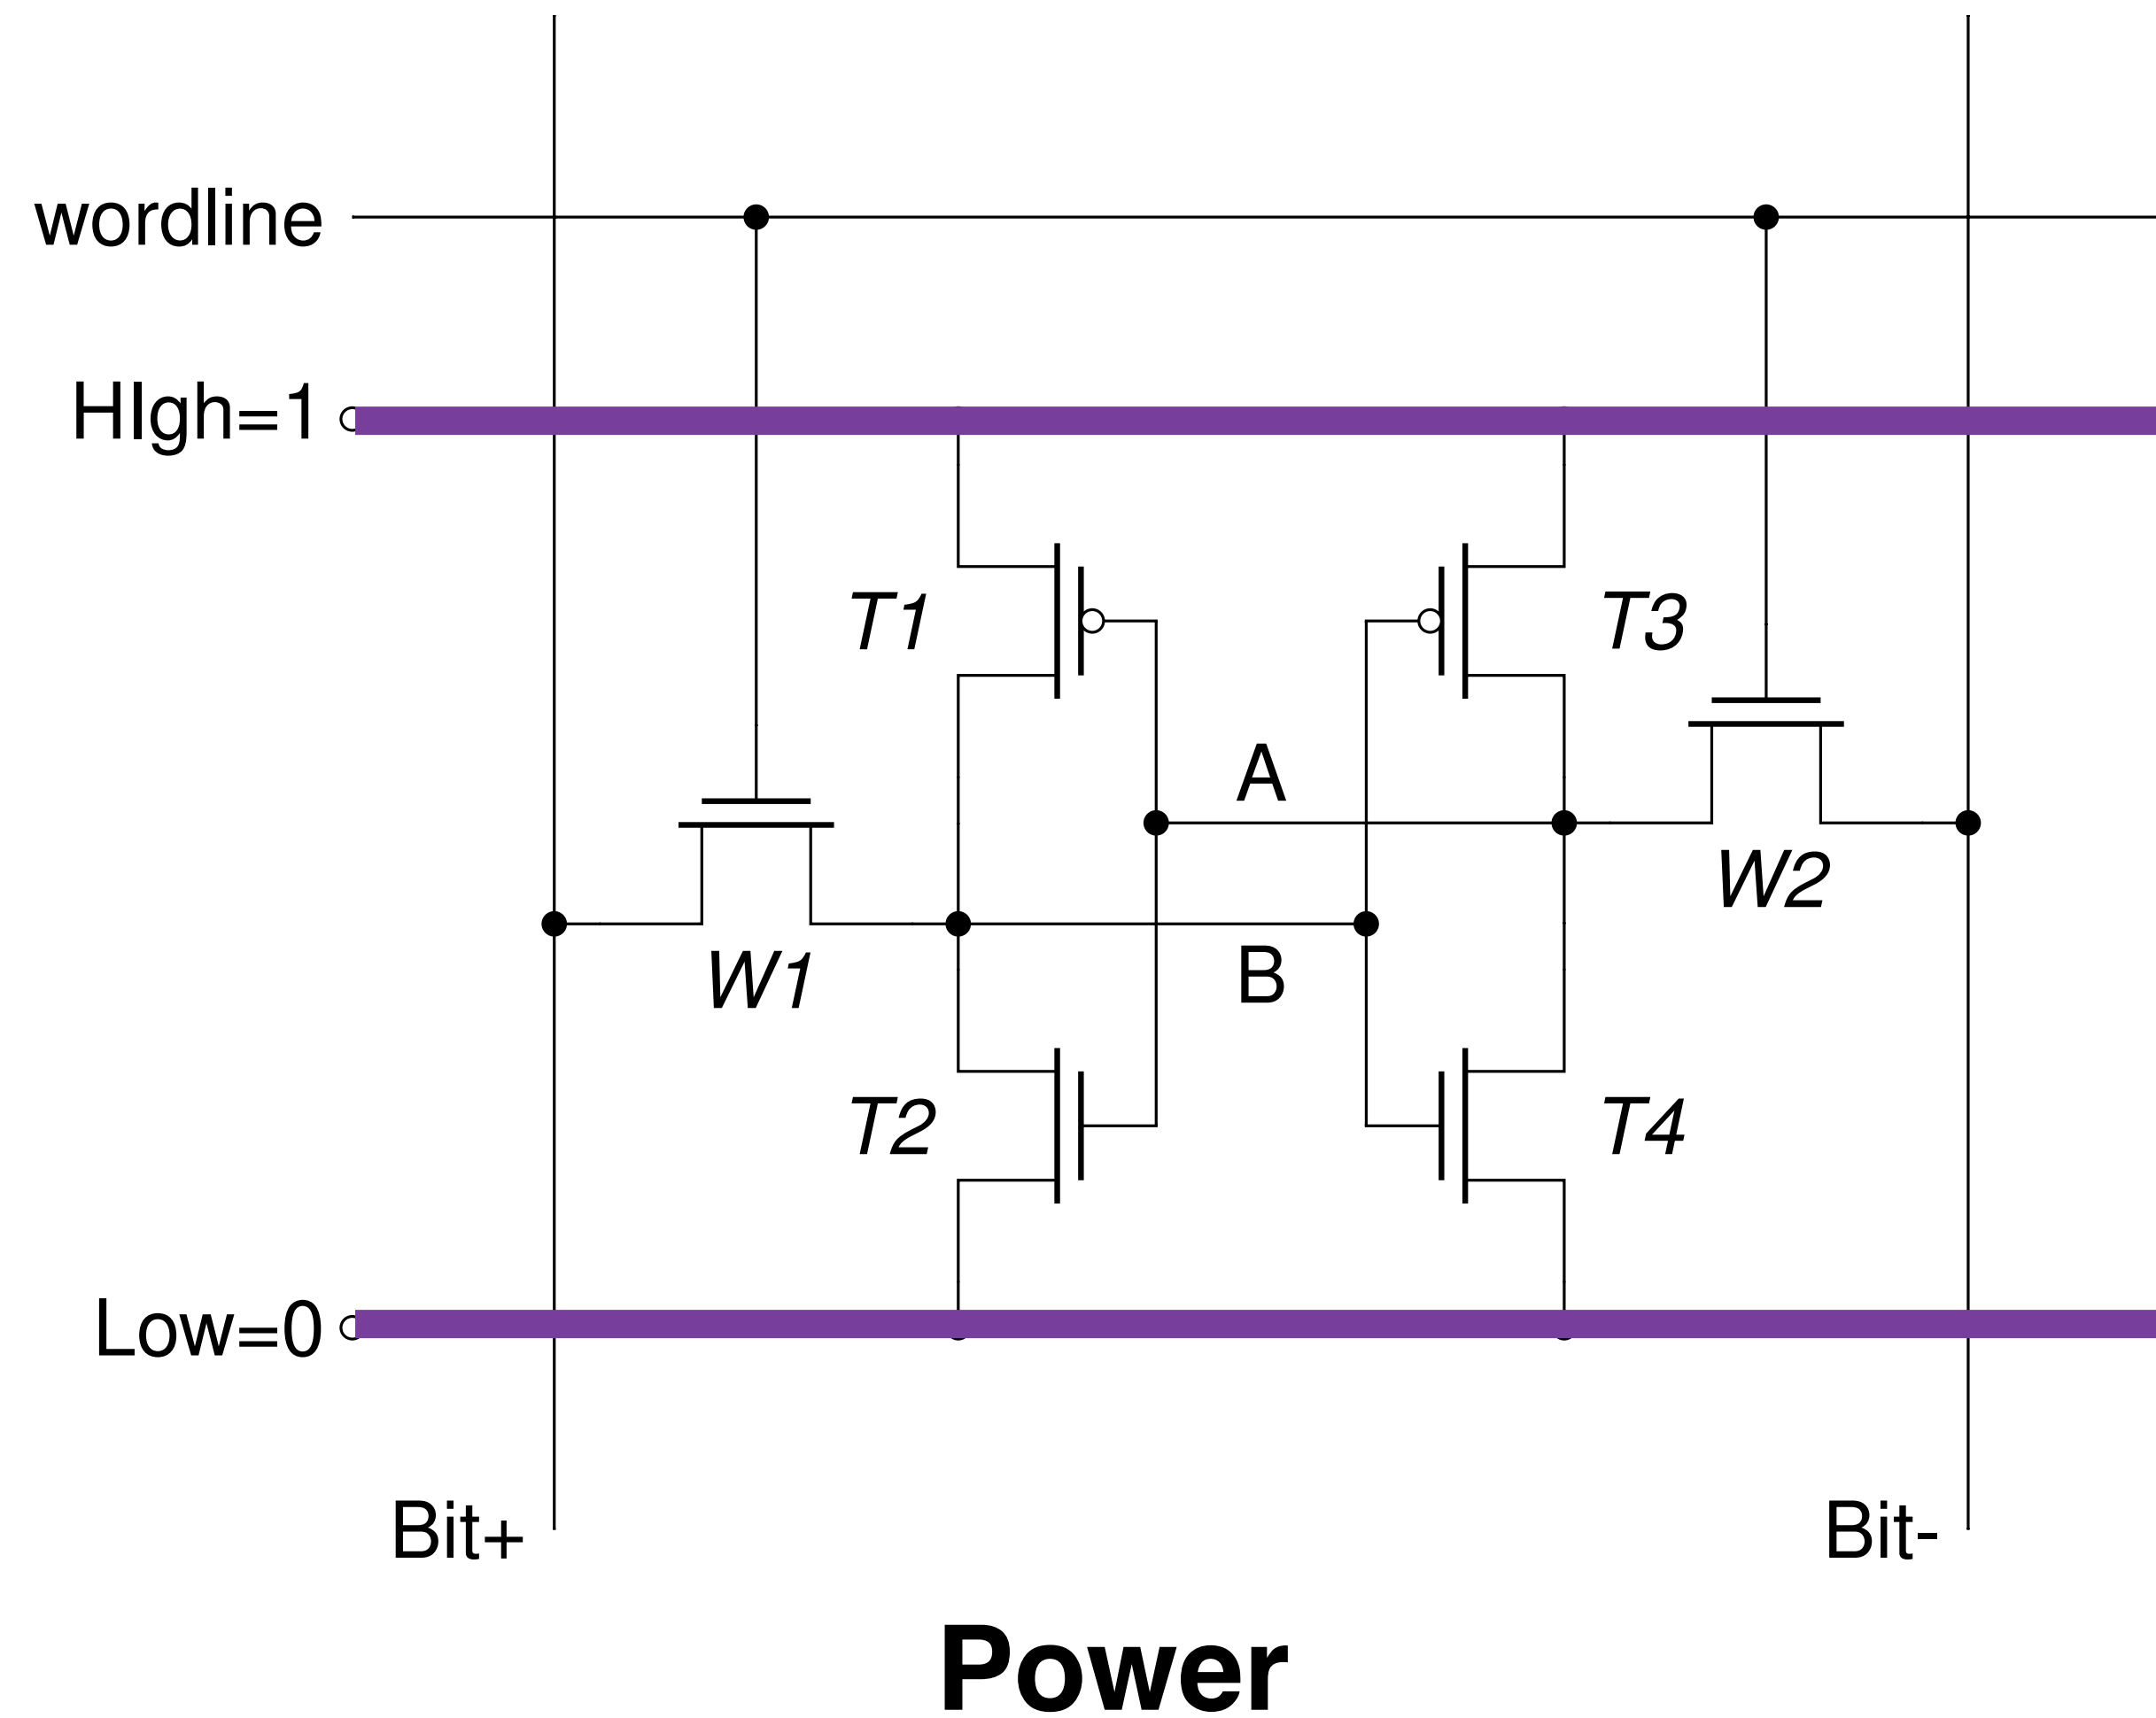 wordline
HIgh=1
T1
T3
A
W2
W1
B
T2
T4
Low=0
Bit+
Bit-
Power